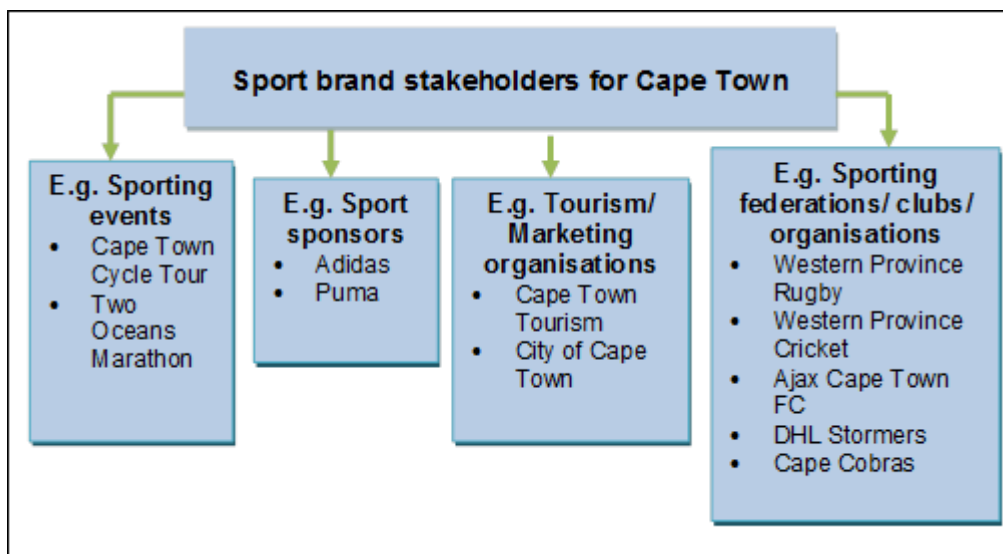 Sport brand stakeholders for Cape Town
E.g. Sporting
events
• Cape Town
Cycle Tour
• Two
Oceans
Marathon
E.g. Sport
sponsors
• Adidas
• Puma
E.g. Tourism/
Marketing
organisations
• Cape Town
Tourism
• City of Cape
Town
E.g. Sporting
federations/ clubs/
organisations
• Western Province
Rugby
• Western Province
Cricket
• Ajax Cape Town
FC
• DHL Stormers
• Cape Cobras